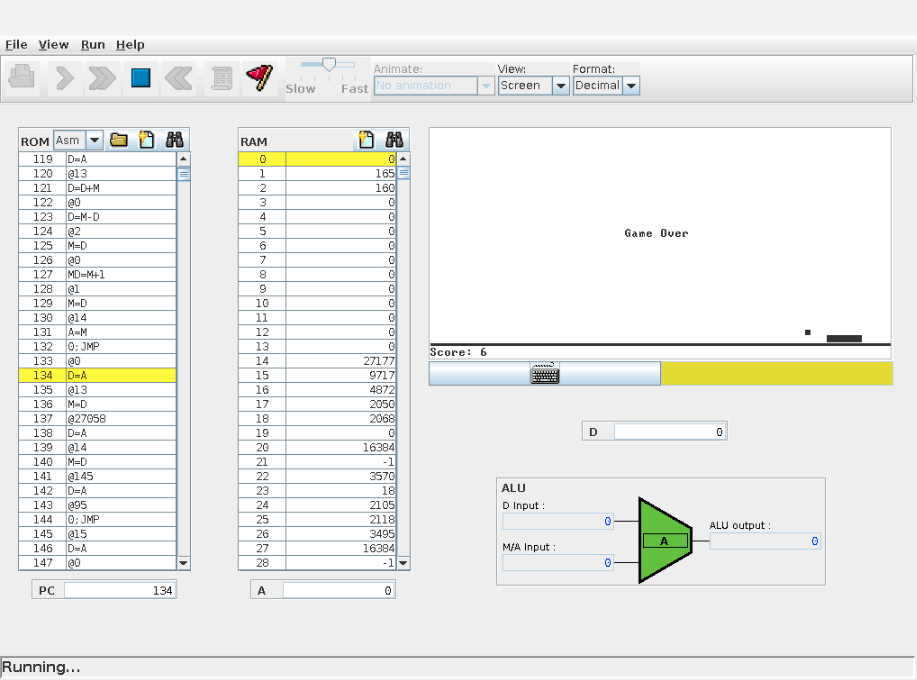 File View Run Help
Slow Fast
Animate:
No animation
View:
Screen
Format:
Decimal
ROM Asm
119 D=A
120 @13
121 D=D+M
122 @0
123 D=M-D
124 @2
125 M=D
126 @0
127 MD=M+1
128 @1
129 M=D
130 @14
131 A=M
132 0;JMP
133 @0
134 D=A
135 @13
136 M=D
137 @27058
138 D=A
139 @14
140 M=D
141 @145
142 D=A
143 @95
144 0;JMP
145 @15
146 D=A
147 @0
PC 134
RAM
0 0
1 165
2 160
3 0
4 0
5 0
6 0
7 0
8 0
9 0
10 0
11 0
12 0
13 0
14 27177
15 9717
16 4872
17 2050
18 2068
19 0
20 16384
21 -1
22 3570
23 18
24 2105
25 2118
26 3495
27 16384
28 -1
A 0
Game Over
Score: 6
D 0
ALU
D Input :
0
M/A Input :
0
A
ALU output :
0
Running...